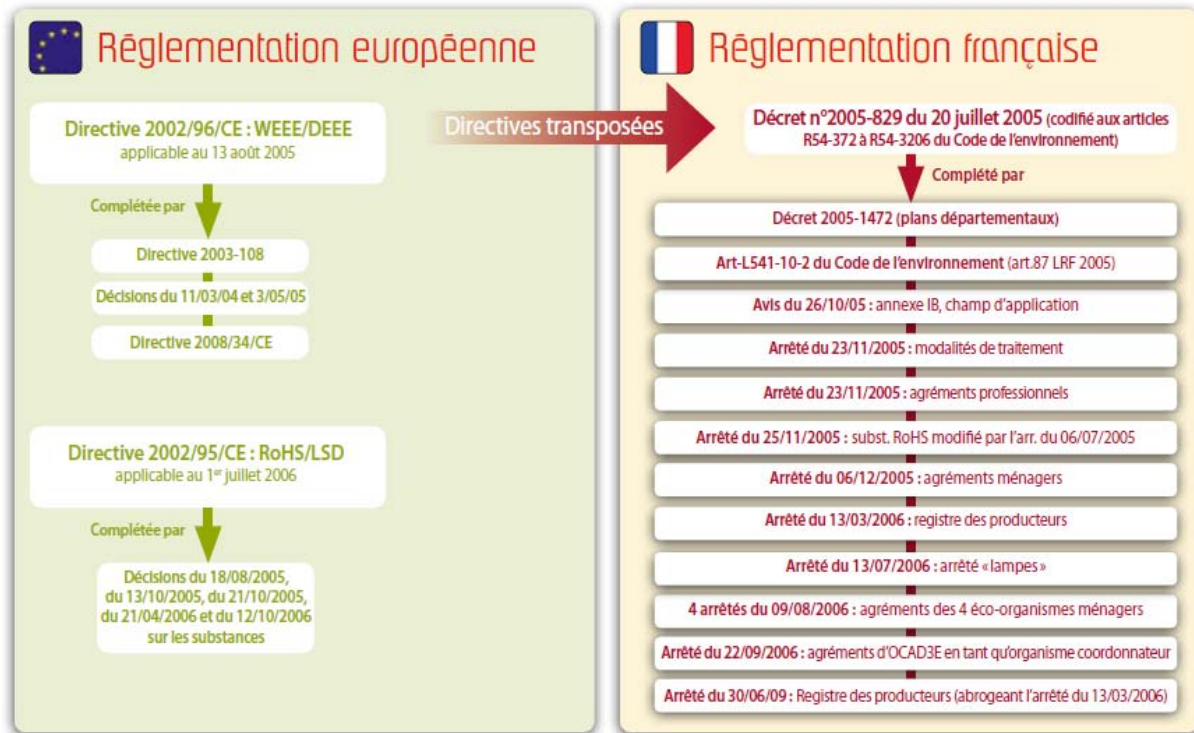 Réglementation européenne
Directive 2002/96/CE : WEEE/DEEE
applicable au 13 août 2005
Complétée par
Directive 2003-108
Décisions du 11/03/04 et 3/05/05
Directive 2008/34/CE
Directive 2002/95/CE : RoHS/LSD
applicable au 1er juillet 2006
Complétée par
Décisions du 18/08/2005,
du 13/10/2005, du 21/10/2005,
du 21/04/2006 et du 12/10/2006
sur les substances
Directives transposées
Réglementation française
Décret n°2005-829 du 20 juillet 2005 (codifié aux articles
R54-372 à R54-3206 du Code de l'environnement)
Complété par
Décret 2005-1472 (plans départementaux)
Art-L541-10-2 du Code de l'environnement (art.87 LRF 2005)
Avis du 26/10/05 : annexe IB, champ d'application
Arrêté du 23/11/2005 : modalités de traitement
Arrêté du 23/11/2005 : agréments professionnels
Arrêté du 25/11/2005 : subst. RoHS modifié par l'arr. du 06/07/2005
Arrêté du 06/12/2005 : agréments ménagers
Arrêté du 13/03/2006 : registre des producteurs
Arrêté du 13/07/2006 : arrêté « lampes »
4 arrêtés du 09/08/2006 : agréments des 4 éco-organismes ménagers
Arrêté du 22/09/2006 : agréments d'OCAD3E en tant qu'organisme coordonnateur
Arrêté du 30/06/09 : Registre des producteurs (abrogeant l'arrêté du 13/03/2006)